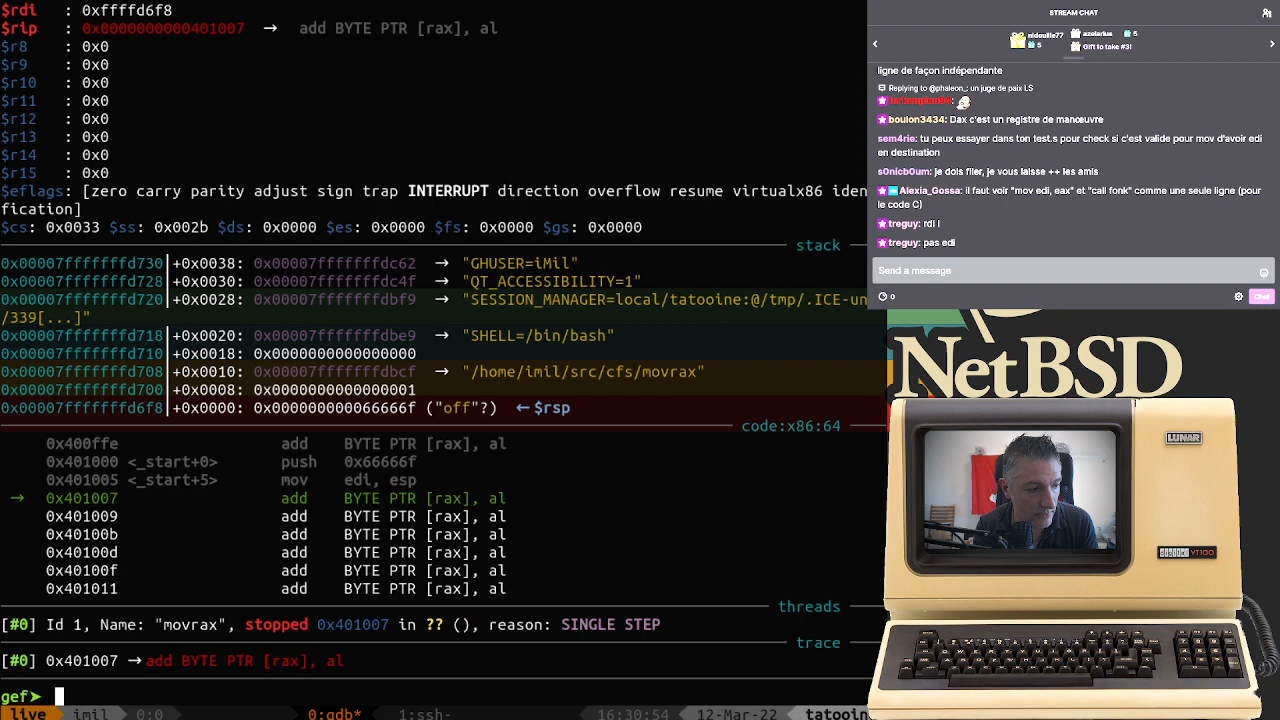 $rdi   : 0xffffd6f8
$rip   : 0x0000000000401007  →  add BYTE PTR [rax], al
$r8    : 0x0
$r9    : 0x0
$r10   : 0x0
$r11   : 0x0
$r12   : 0x0
$r13   : 0x0
$r14   : 0x0
$r15   : 0x0
$eflags: [zero carry parity adjust sign trap INTERRUPT direction overflow resume virtualx86 iden
fication]
$cs: 0x0033 $ss: 0x002b $ds: 0x0000 $es: 0x0000 $fs: 0x0000 $gs: 0x0000
stack
0x00007fffffffd730│+0x0038: 0x00007fffffffdc62  →  "GHUSER=iMil"
0x00007fffffffd728│+0x0030: 0x00007fffffffdc4f  →  "QT_ACCESSIBILITY=1"
0x00007fffffffd720│+0x0028: 0x00007fffffffdbf9  →  "SESSION_MANAGER=local/tatooine:@/tmp/.ICE-un
/339[...]"
0x00007fffffffd718│+0x0020: 0x00007fffffffdbe9  →  "SHELL=/bin/bash"
0x00007fffffffd710│+0x0018: 0x0000000000000000
0x00007fffffffd708│+0x0010: 0x00007fffffffdbcf  →  "/home/imil/src/cfs/movrax"
0x00007fffffffd700│+0x0008: 0x0000000000000001
0x00007fffffffd6f8│+0x0000: 0x000000000066666f ("off"?)  ← $rsp
code:x86:64
0x400ffe                  add    BYTE PTR [rax], al
0x401000 <_start+0>       push   0x66666f
0x401005 <_start+5>       mov    edi, esp
→  0x401007                  add    BYTE PTR [rax], al
0x401009                  add    BYTE PTR [rax], al
0x40100b                  add    BYTE PTR [rax], al
0x40100d                  add    BYTE PTR [rax], al
0x40100f                  add    BYTE PTR [rax], al
0x401011                  add    BYTE PTR [rax], al
threads
[#0] Id 1, Name: "movrax", stopped 0x401007 in ?? (), reason: SINGLE STEP
trace
[#0] 0x401007 → add BYTE PTR [rax], al
gef➤
live imil 0:0 0:gdb* 1:ssh- 16:30:54 12-Mar-22 tatooin
STREAM CHAT
nidouille77 5
azelarius 5
Gift to take #3!
ligne de façon indépendante
Replying to @phaleon_: un juge de paix LS
boulon3434: Dax c'est un registre de manœuvre
sem4rie: tu peux essayer dans ton test.s pour check si c'est valide pour mov d'avoir edi
en destination
s0nicb0um: je dois filer, je vous laisse ++ les amis
Alexia_Gossa: il faut voir "mov edi, eax" et "call fonk" comme une seule ligne (pour
le code C)
treguy: rdi !
treguy: pas edi
Send a message
0
Chat
NetBSD
LUNAR
digilix YT100